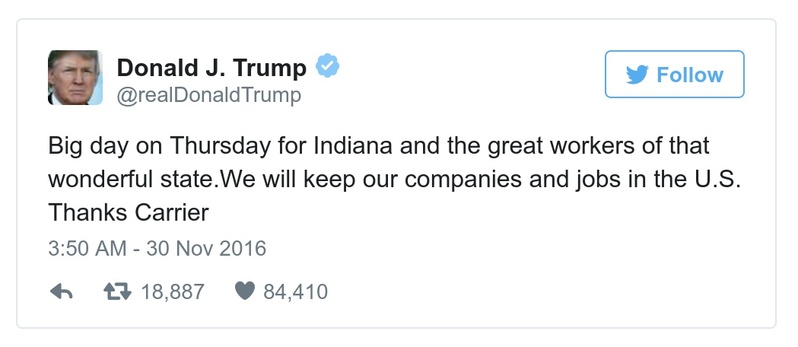 Donald J. Trump
@realDonaldTrump
Follow
Big day on Thursday for Indiana and the great workers of that
wonderful state.We will keep our companies and jobs in the U.S.
Thanks Carrier
3:50 AM - 30 Nov 2016
18,887 84,410